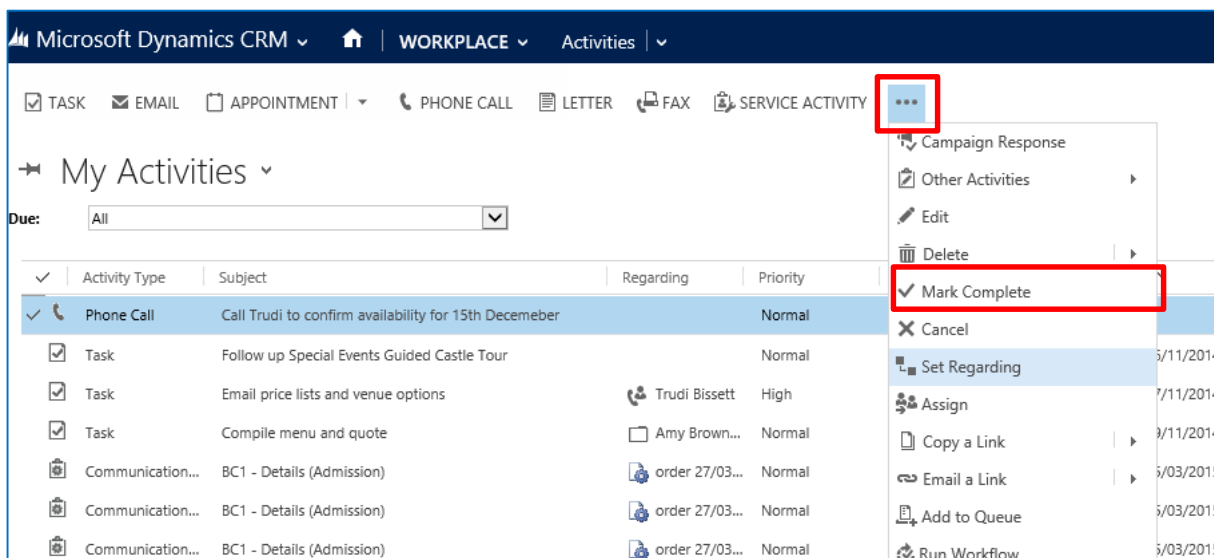 Microsoft Dynamics CRM WORKPLACE Activities
TASK EMAIL APPOINTMENT PHONE CALL LETTER FAX SERVICE ACTIVITY
Campaign Response
My Activities
Other Activities
Due: All
Edit
Delete
Activity Type Subject Regarding Priority
Mark Complete
Phone Call Call Trudi to confirm availability for 15th Decemeber Normal
Cancel
Task Follow up Special Events Guided Castle Tour Normal
Set Regarding
Task Email price lists and venue options Trudi Bissett High
Assign
Task Compile menu and quote Amy Brown... Normal
Copy a Link
Communication... BC1 - Details (Admission) order 27/03... Normal
Email a Link
Communication... BC1 - Details (Admission) order 27/03... Normal
Add to Queue
Communication... BC1 - Details (Admission) order 27/03... Normal
Run Workflow